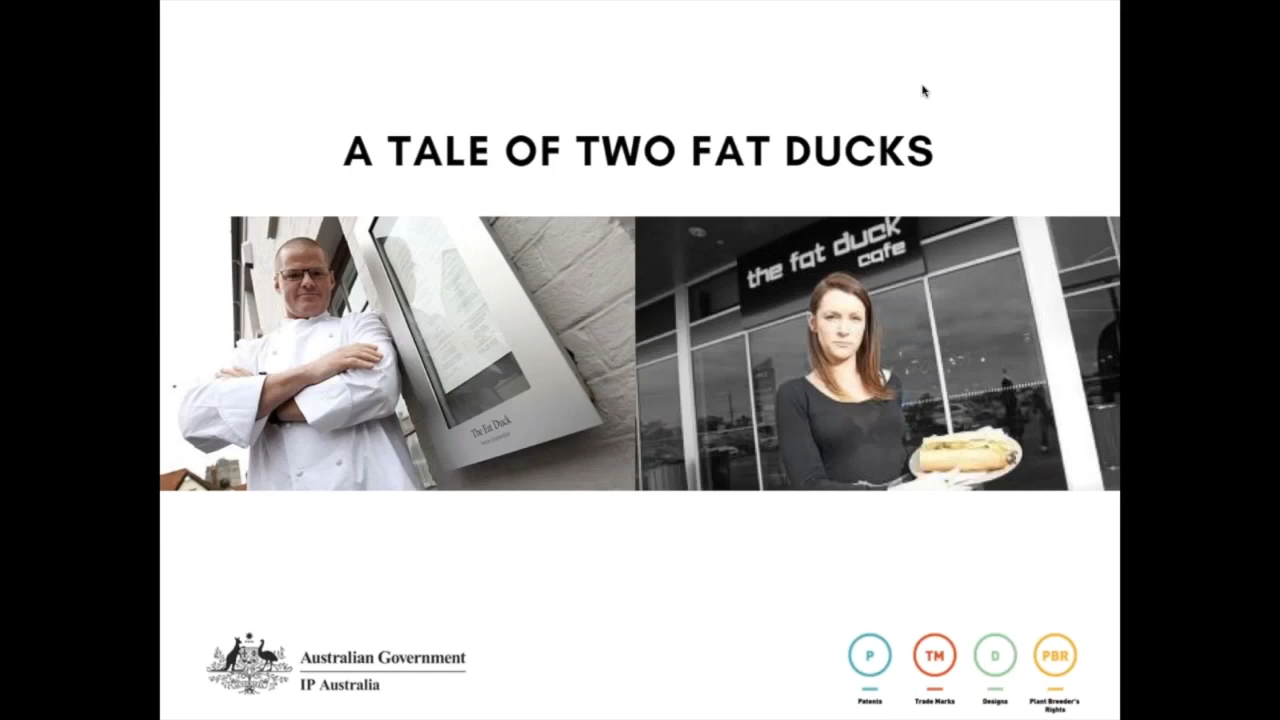 A TALE OF TWO FAT DUCKS
The Fat Duck
the fat duck
cafe
Australian Government
IP Australia
P
TM
D
PBR
Patents
Trade Marks
Designs
Plant Breeder's
Rights